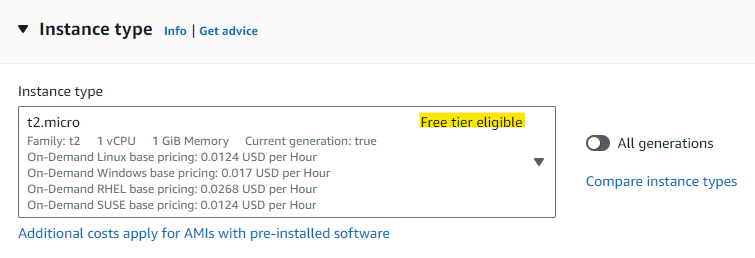 Instance type Info | Get advice
Instance type
t2.micro Free tier eligible
Family: t2 1 vCPU 1 GiB Memory Current generation: true
On-Demand Linux base pricing: 0.0124 USD per Hour
On-Demand Windows base pricing: 0.017 USD per Hour
On-Demand RHEL base pricing: 0.0268 USD per Hour
On-Demand SUSE base pricing: 0.0124 USD per Hour
All generations
Compare instance types
Additional costs apply for AMIs with pre-installed software